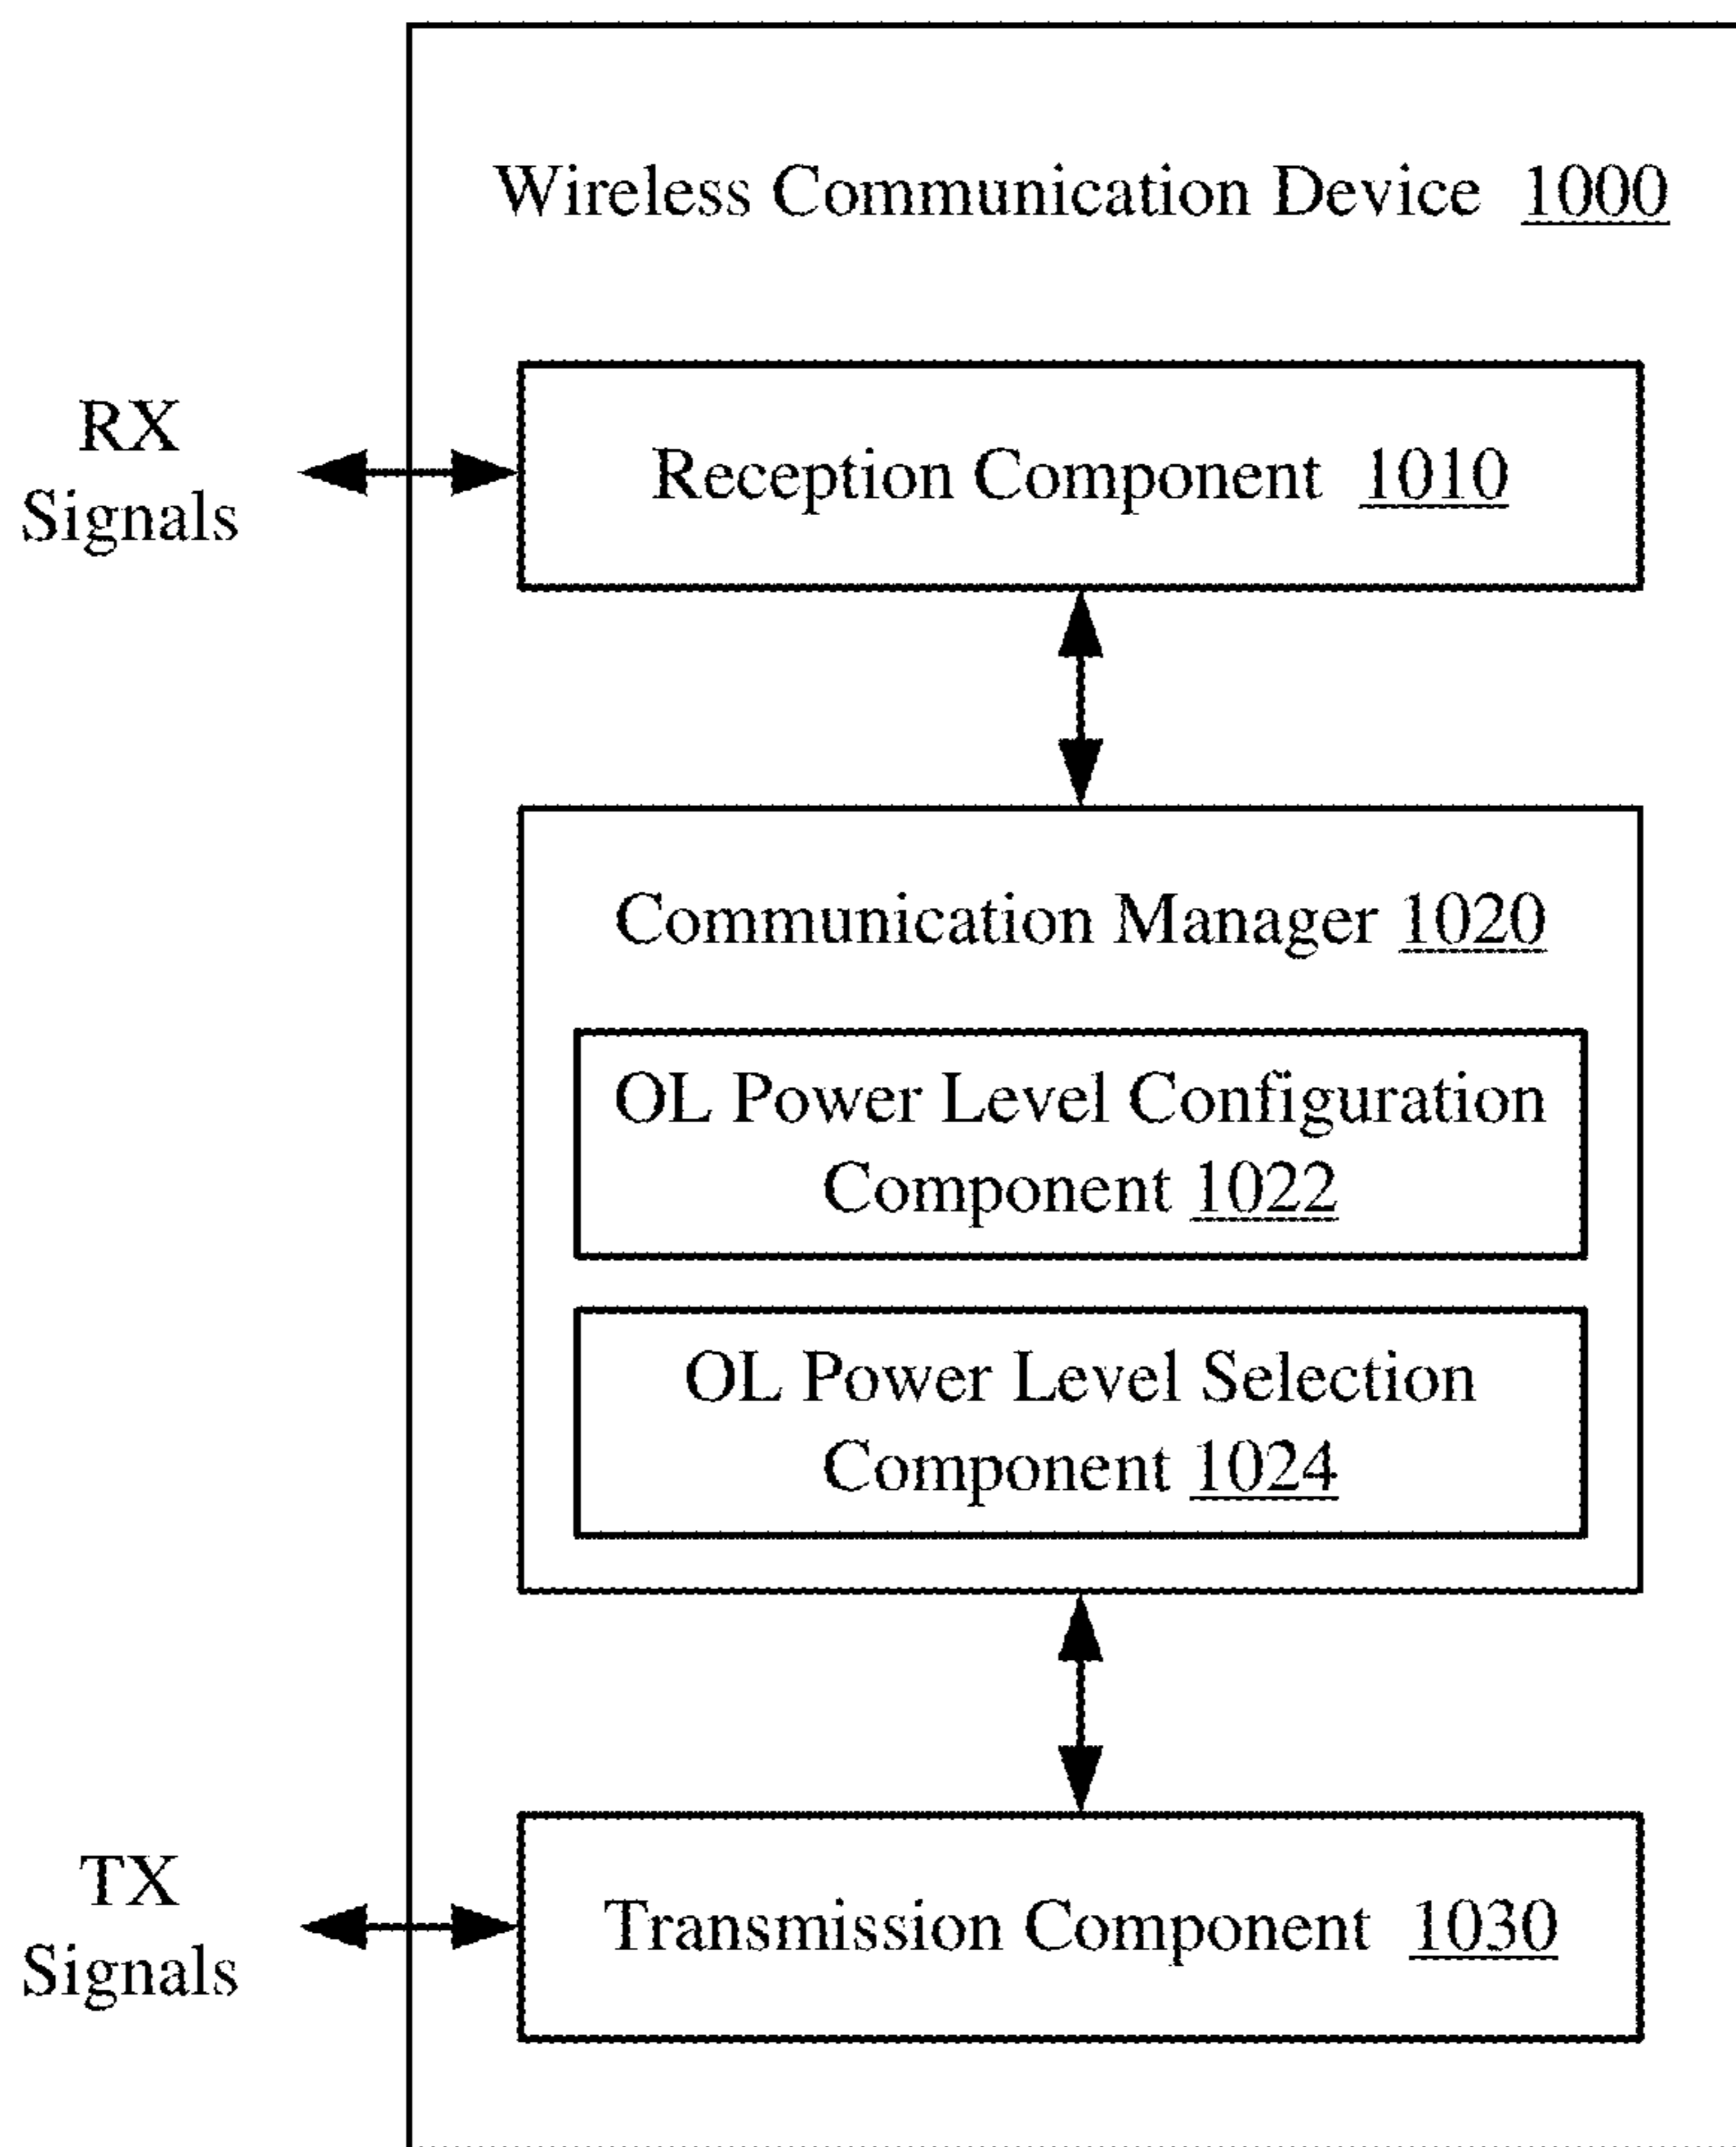 Wireless Communication Device 1000
RX
Signals
Reception Component 1010
Communication Manager 1020
OL Power Level Configuration
Component 1022
OL Power Level Selection
Component 1024
TX
Signals
Transmission Component 1030